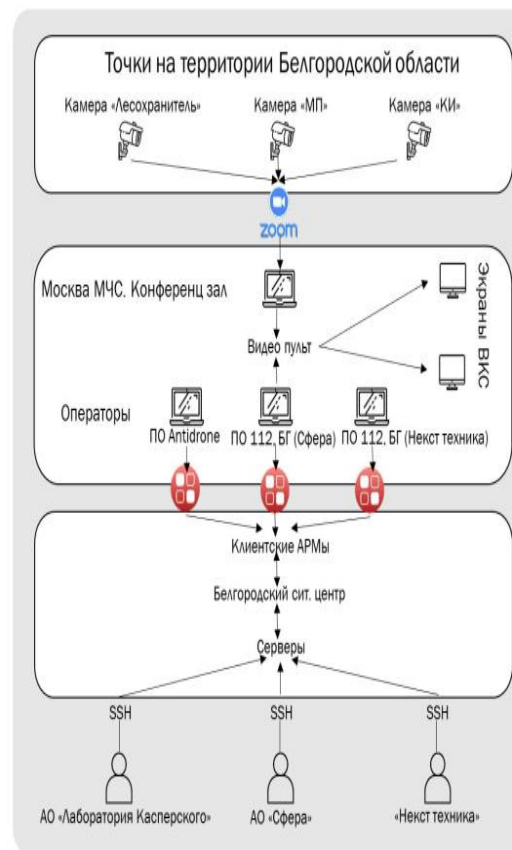 Точки на территории Белгородской области
Камера «Лесохранитель»
Камера «МП»
Камера «КИ»
zoom
Москва МЧС. Конференц зал
Экраны ВКС
Видео пульт
Операторы
ПО Antidrone
ПО 112, БГ (Сфера)
ПО 112, БГ (Некст техника)
Клиентские АРМы
Белгородский сит. центр
Серверы
SSH
SSH
SSH
АО «Лаборатория Касперского»
АО «Сфера»
«Некст техника»